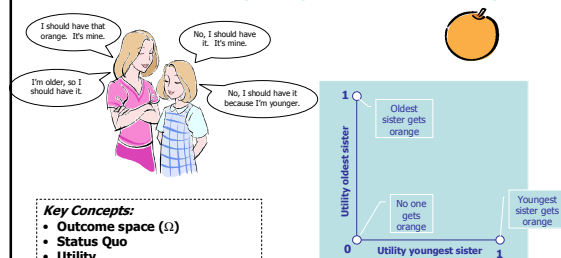 I should have that
orange. It's mine.
No, I should have
it. It's mine.
I'm older, so I
should have it.
No, I should have it
because I'm younger.
1
Oldest
sister gets
orange
Utility oldest sister
No one
gets
orange
Youngest
sister gets
orange
0
Utility youngest sister
1
Key Concepts:
• Outcome space (Ω)
• Status Quo
• Utility